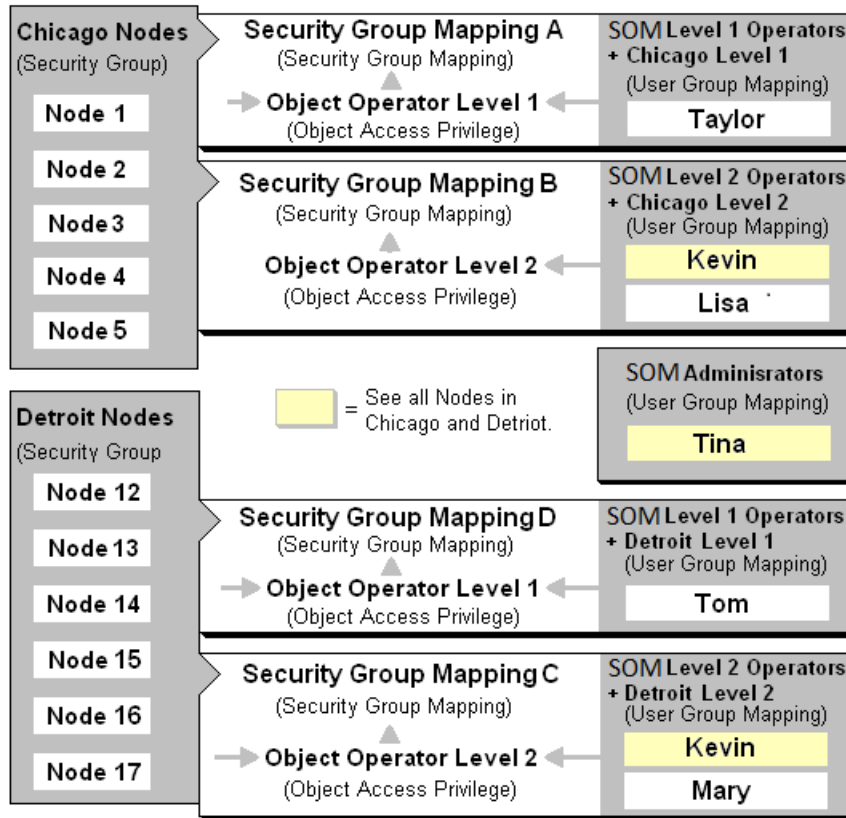 Chicago Nodes
(Security Group)
Node 1
Node 2
Node 3
Node 4
Node 5
Security Group Mapping A
(Security Group Mapping)
Object Operator Level 1
(Object Access Privilege)
SOM Level 1 Operators
+ Chicago Level 1
(User Group Mapping)
Taylor
Security Group Mapping B
(Security Group Mapping)
Object Operator Level 2
(Object Access Privilege)
SOM Level 2 Operators
+ Chicago Level 2
(User Group Mapping)
Kevin
Lisa
= See all Nodes in
Chicago and Detriot.
SOM Adminisrators
(User Group Mapping)
Tina
Detroit Nodes
(Security Group
Node 12
Node 13
Node 14
Node 15
Node 16
Node 17
Security Group Mapping D
(Security Group Mapping)
Object Operator Level 1
(Object Access Privilege)
SOM Level 1 Operators
+ Detroit Level 1
(User Group Mapping)
Tom
Security Group Mapping C
(Security Group Mapping)
Object Operator Level 2
(Object Access Privilege)
SOM Level 2 Operators
+ Detroit Level 2
(User Group Mapping)
Kevin
Mary